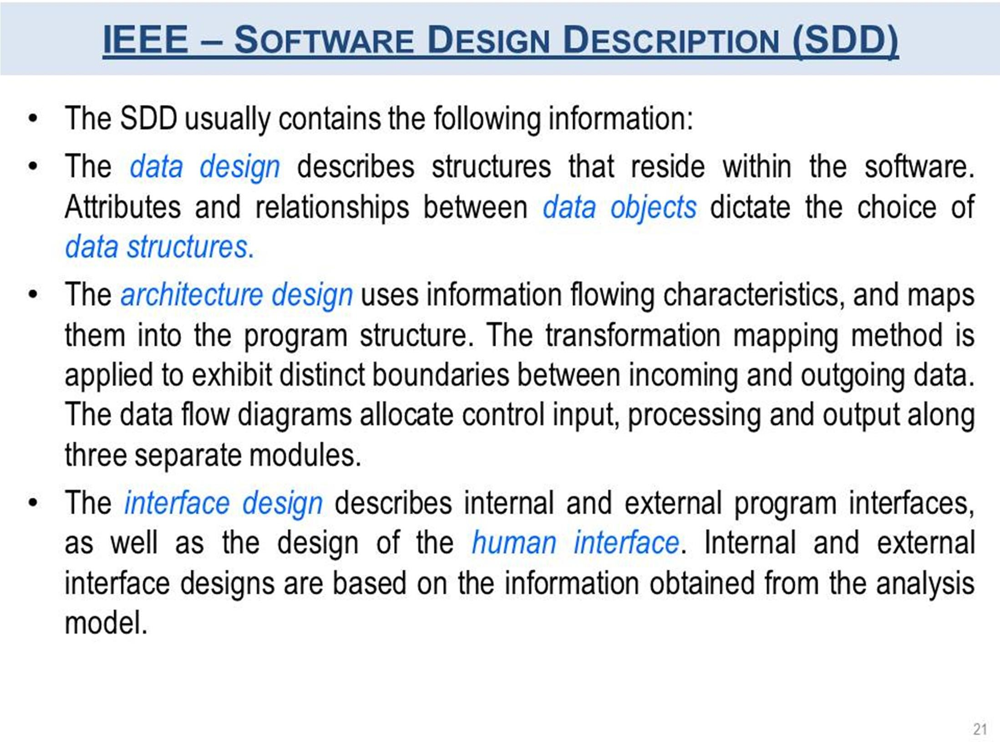 IEEE – SOFTWARE DESIGN DESCRIPTION (SDD)
• The SDD usually contains the following information:
• The data design describes structures that reside within the software.
Attributes and relationships between data objects dictate the choice of
data structures.
• The architecture design uses information flowing characteristics, and maps
them into the program structure. The transformation mapping method is
applied to exhibit distinct boundaries between incoming and outgoing data.
The data flow diagrams allocate control input, processing and output along
three separate modules.
• The interface design describes internal and external program interfaces,
as well as the design of the human interface. Internal and external
interface designs are based on the information obtained from the analysis
model.
21